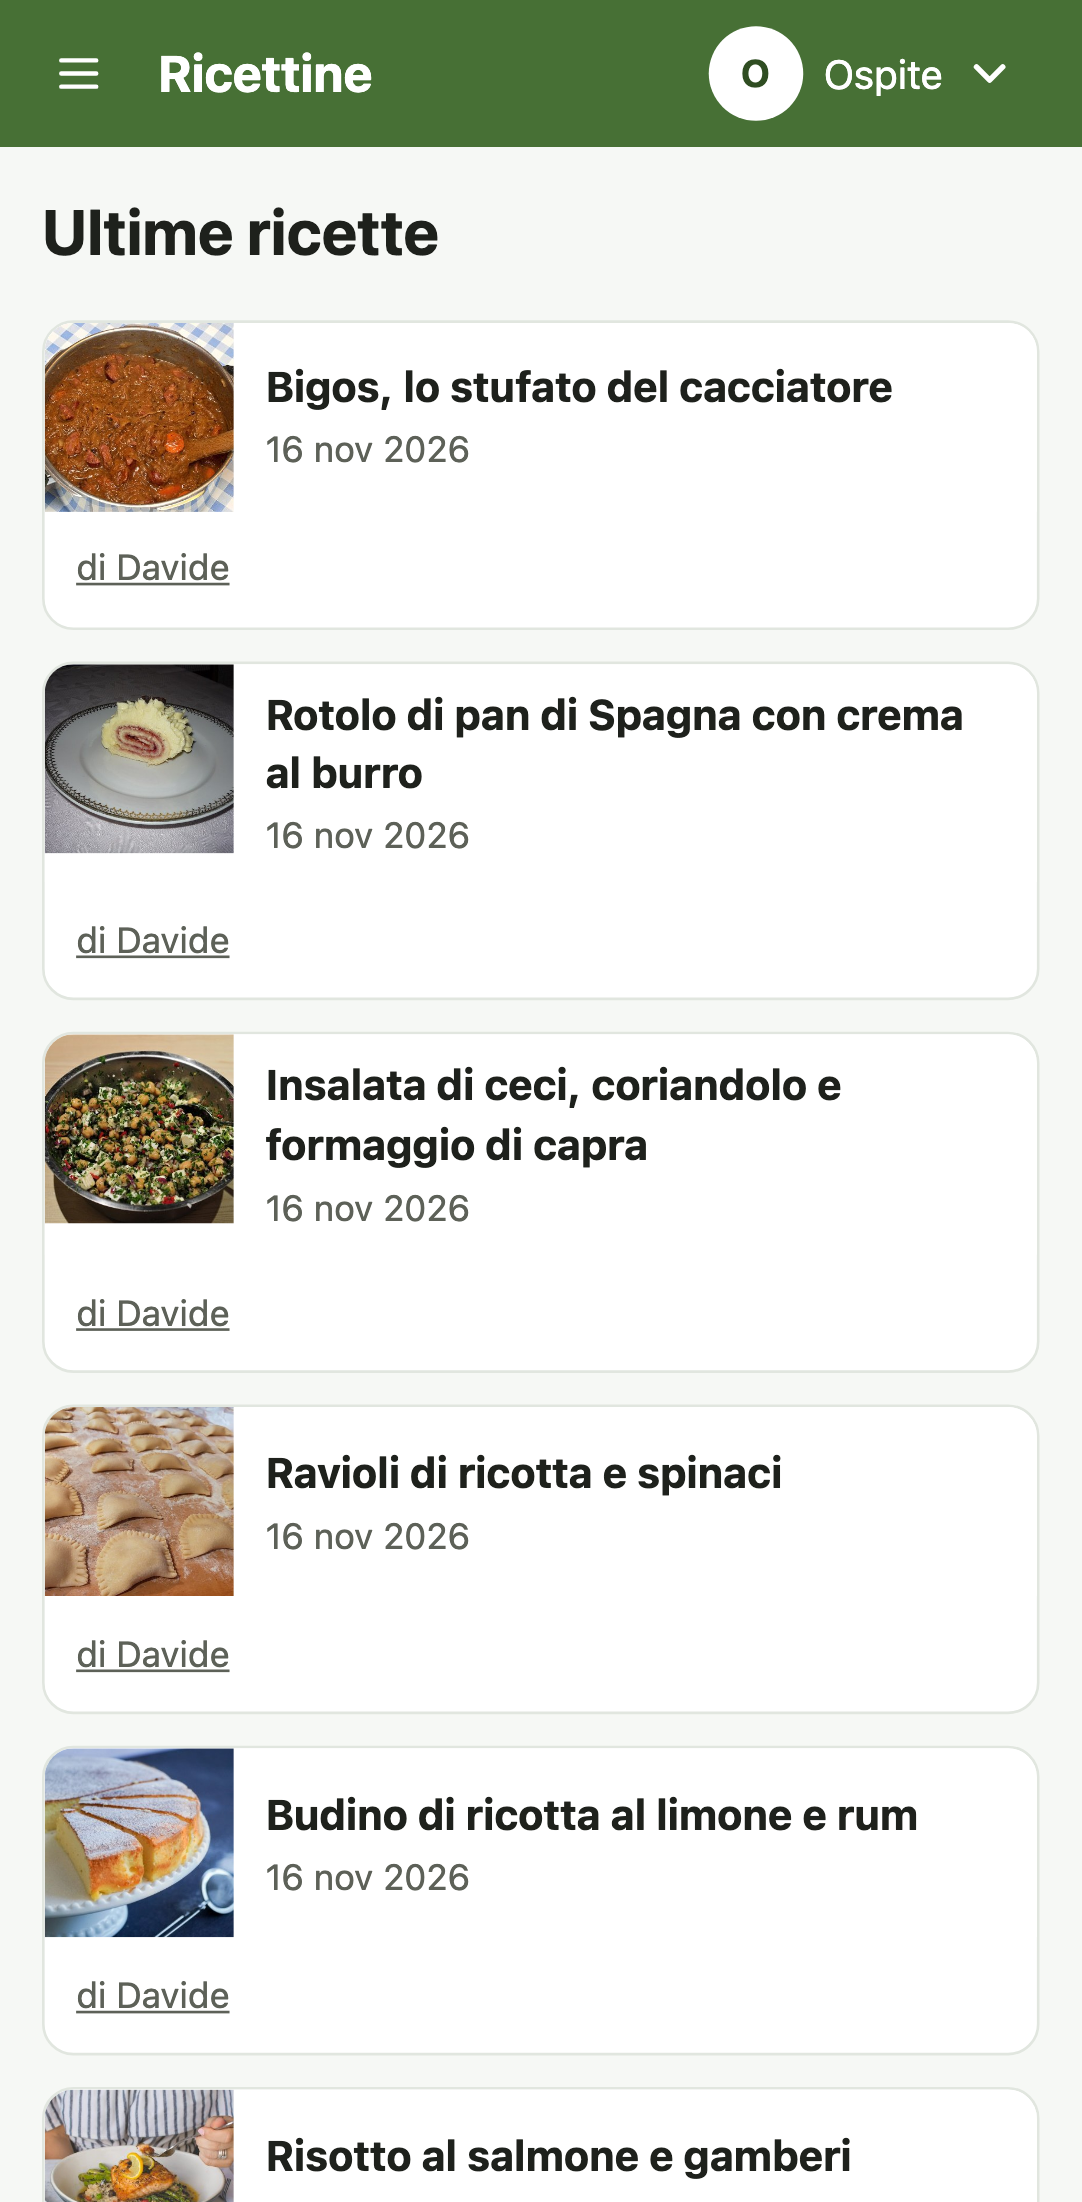 Ricettine
O
Ospite
Ultime ricette
Bigos, lo stufato del cacciatore
16 nov 2026
di Davide
Rotolo di pan di Spagna con crema
al burro
16 nov 2026
di Davide
Insalata di ceci, coriandolo e
formaggio di capra
16 nov 2026
di Davide
Ravioli di ricotta e spinaci
16 nov 2026
di Davide
Budino di ricotta al limone e rum
16 nov 2026
di Davide
Risotto al salmone e gamberi